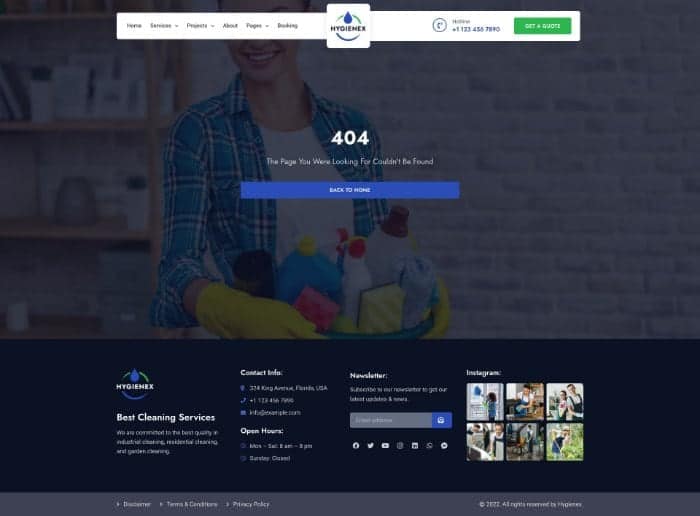 Home Services Projects About Pages Booking
HYGIENEX
Hotline
+1 123 456 7890
GET A QUOTE
404
The Page You Were Looking For Couldn't Be Found
BACK TO HOME
HYGIENEX
Best Cleaning Services
We are committed to the best quality in
industrial cleaning, residential cleaning,
and garden cleaning.
Contact Info:
324 King Avenue, Florida, USA
+1 123 456 7890
info@example.com
Open Hours:
Mon – Sat: 8 am – 8 pm
Sunday: Closed
Newsletter:
Subscribe to our newsletter to get our
latest updates & news.
Email address
Instagram:
Disclaimer Terms & Conditions Privacy Policy
© 2022. All rights reserved by Hygienex.